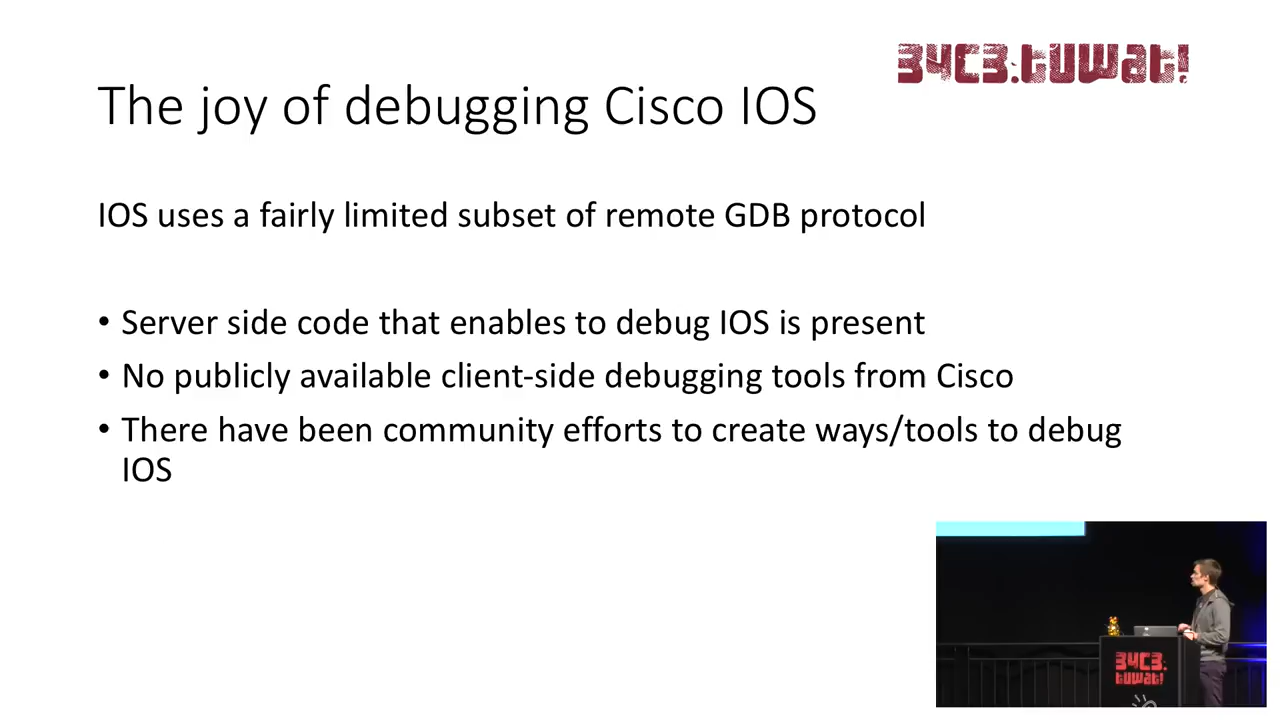 34C3.tuwat!
The joy of debugging Cisco IOS
IOS uses a fairly limited subset of remote GDB protocol
• Server side code that enables to debug IOS is present
• No publicly available client-side debugging tools from Cisco
• There have been community efforts to create ways/tools to debug
IOS
34C3.
tuwat!